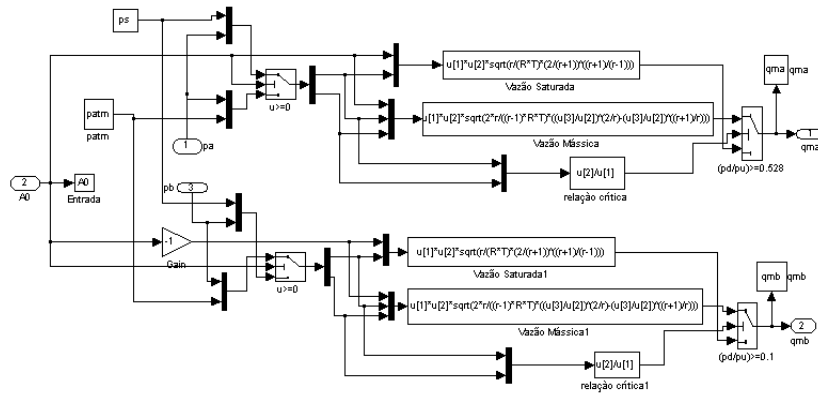 ps
u[1]*u[2]*sqrt(r/(R*T)*(2/(r+1))^((r+1)/(r-1)))
Vazão Saturada
qma
qma
u>=0
patm
patm
u[1]*u[2]*sqrt(2*r/((r-1)*R*T)*((u[3]/u[2])^(2/r)-(u[3]/u[2])^((r+1)/r)))
Vazão Mássica
1
pa
1
qma
(pd/pu)>=0.528
u[2]/u[1]
relação crítica
2
A0
A0
Entrada
pb
3
-1
Gain
u[1]*u[2]*sqrt(r/(R*T)*(2/(r+1))^((r+1)/(r-1)))
Vazão Saturada1
qmb
qmb
u>=0
u[1]*u[2]*sqrt(2*r/((r-1)*R*T)*((u[3]/u[2])^(2/r)-(u[3]/u[2])^((r+1)/r)))
Vazão Mássica1
2
qmb
(pd/pu)>=0.1
u[2]/u[1]
relação crítica1